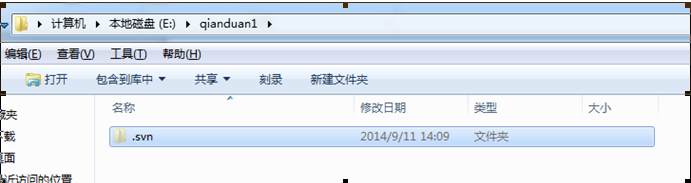 计算机 本地磁盘 (E:) qianduan1
编辑(E) 查看(V) 工具(T) 帮助(H)
打开 包含到库中 共享 刻录 新建文件夹
名称 修改日期 类型 大小
.svn 2014/9/11 14:09 文件夹